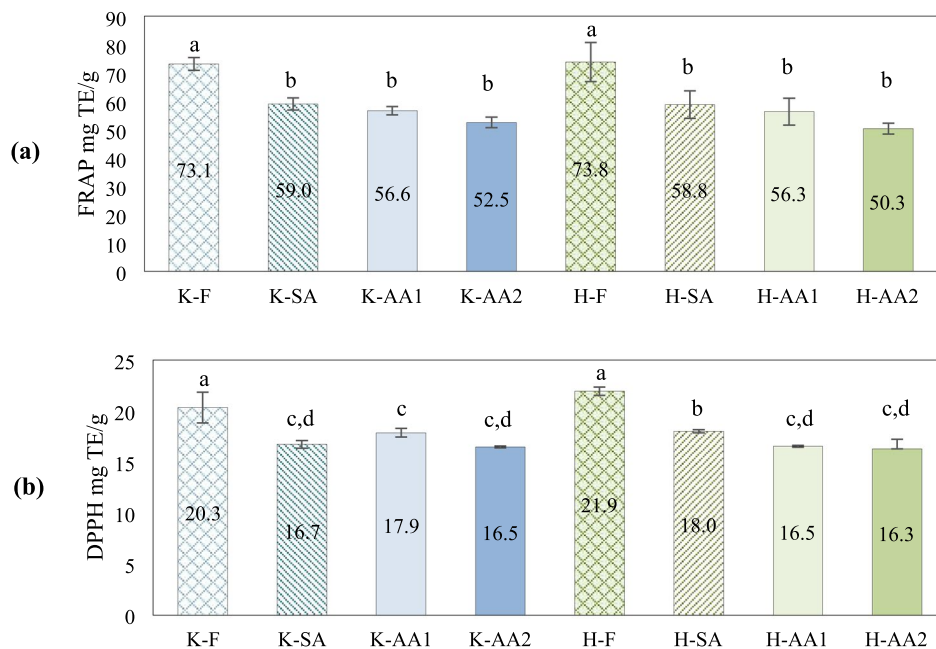 (a)
FRAP mg TE/g
90
80
70
60
50
40
30
20
10
0
a b b b a b b b
73.1 59.0 56.6 52.5 73.8 58.8 56.3 50.3
K-F K-SA K-AA1 K-AA2 H-F H-SA H-AA1 H-AA2
(b)
DPPH mg TE/g
25
20
15
10
5
0
a c,d c c,d a b c,d c,d
20.3 16.7 17.9 16.5 21.9 18.0 16.5 16.3
K-F K-SA K-AA1 K-AA2 H-F H-SA H-AA1 H-AA2